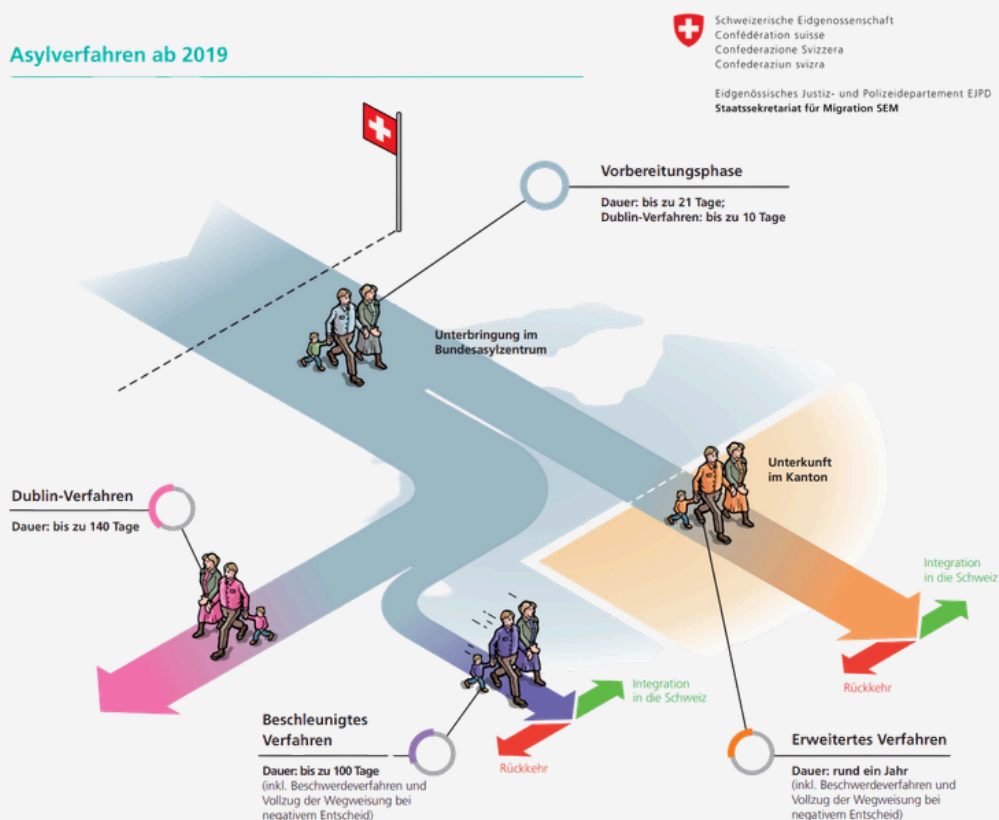 Asylverfahren ab 2019
Schweizerische Eidgenossenschaft
Confédération suisse
Confederazione Svizzera
Confederaziun svizra
Eidgenössisches Justiz- und Polizeidepartement EJPD
Staatssekretariat für Migration SEM
Vorbereitungsphase
Dauer: bis zu 21 Tage;
Dublin-Verfahren: bis zu 10 Tage
Unterbringung im
Bundesasylzentrum
Unterkunft
im Kanton
Dublin-Verfahren
Dauer: bis zu 140 Tage
Integration
in die Schweiz
Rückkehr
Integration
in die Schweiz
Rückkehr
Beschleunigtes
Verfahren
Dauer: bis zu 100 Tage
(inkl. Beschwerdeverfahren und
Vollzug der Wegweisung bei
negativem Entscheid)
Erweitertes Verfahren
Dauer: rund ein Jahr
(inkl. Beschwerdeverfahren und
Vollzug der Wegweisung bei
negativem Entscheid)